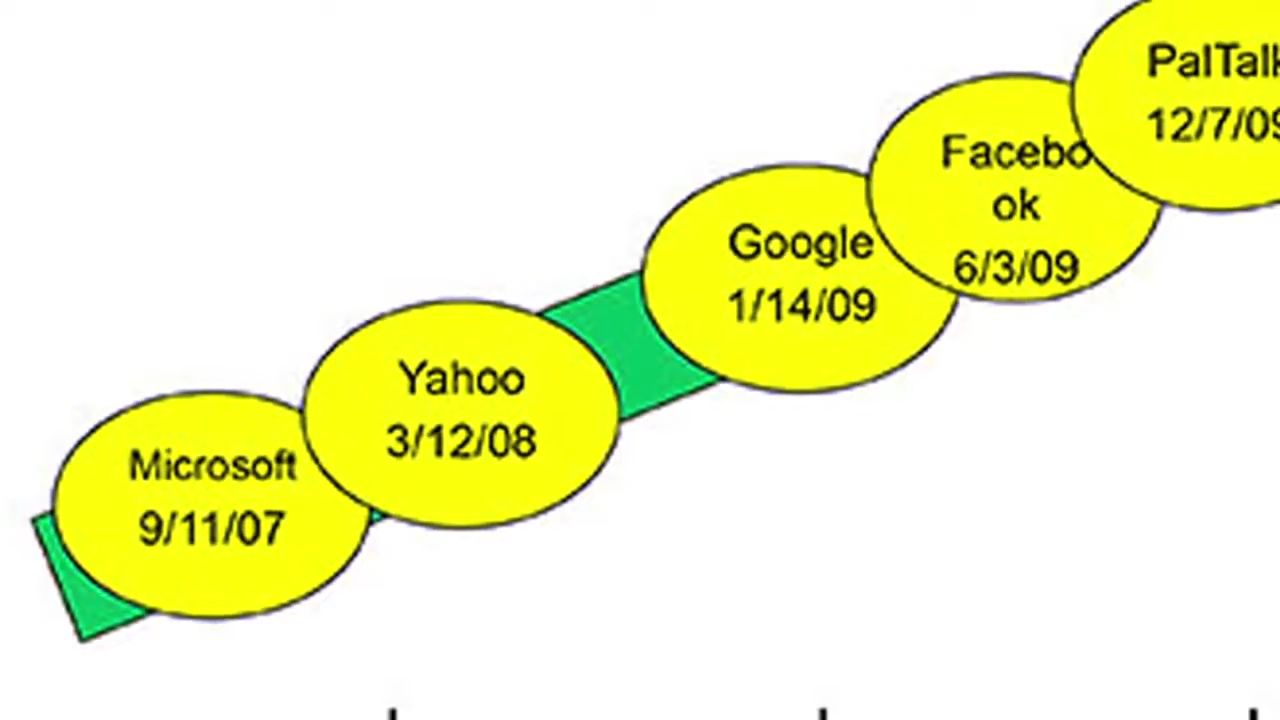 Microsoft
9/11/07
Yahoo
3/12/08
Google
1/14/09
Facebo
ok
6/3/09
PalTalk
12/7/09